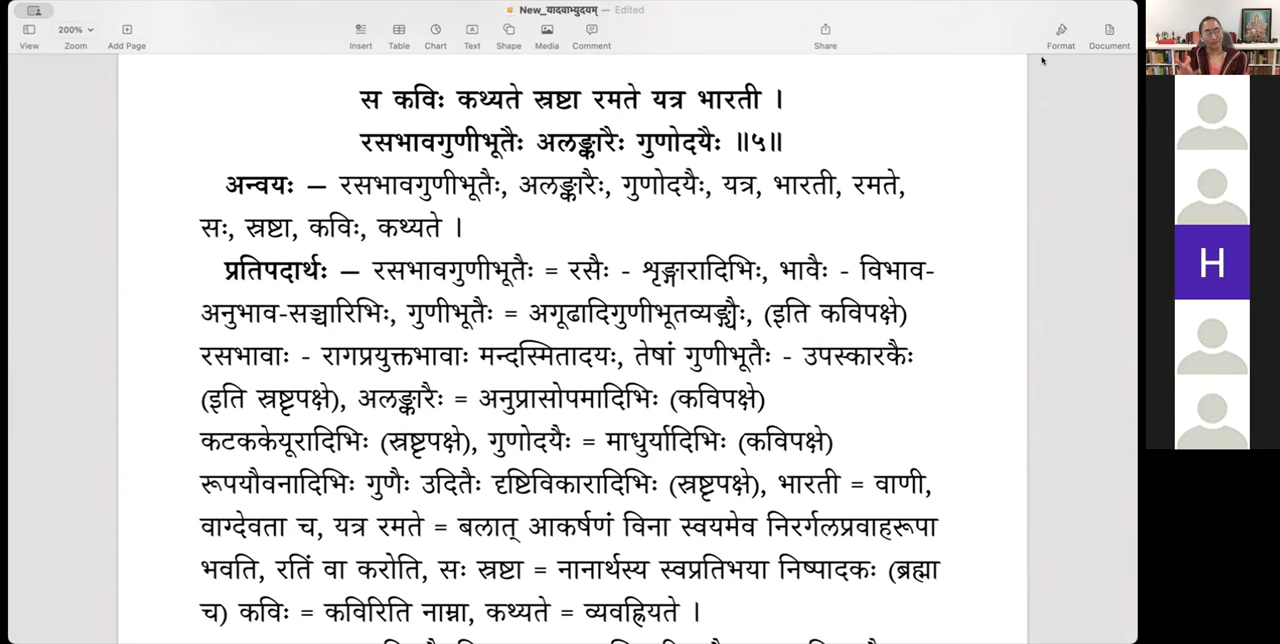 New_यादवाभ्युदयम् — Edited
200%
View Zoom Add Page Insert Table Chart Text Shape Media Comment Share Format Document
स कविः कथ्यते स्रष्टा रमते यत्र भारती ।
रसभावगुणीभूतैः अलङ्कारैः गुणोदयैः ॥५॥
अन्वयः — रसभावगुणीभूतैः, अलङ्कारैः, गुणोदयैः, यत्र, भारती, रमते,
सः, स्रष्टा, कविः, कथ्यते ।
प्रतिपदार्थः — रसभावगुणीभूतैः = रसैः - शृङ्गारादिभिः, भावैः - विभाव-
अनुभाव-सञ्चारिभिः, गुणीभूतैः = अगूढादिगुणीभूतव्यङ्ग्यैः, (इति कविपक्षे)
रसभावाः - रागप्रयुक्तभावाः मन्दस्मितादयः, तेषां गुणीभूतैः - उपस्कारकैः
(इति स्रष्टृपक्षे), अलङ्कारैः = अनुप्रासोपमादिभिः (कविपक्षे)
कटककेयूरादिभिः (स्रष्टृपक्षे), गुणोदयैः = माधुर्यादिभिः (कविपक्षे)
रूपयौवनादिभिः गुणैः उदितैः दृष्टिविकारादिभिः (स्रष्टृपक्षे), भारती = वाणी,
वाग्देवता च, यत्र रमते = बलात् आकर्षणं विना स्वयमेव निरर्गलप्रवाहरूपा
भवति, रतिं वा करोति, सः स्रष्टा = नानार्थस्य स्वप्रतिभया निष्पादकः (ब्रह्मा
च) कविः = कविरिति नाम्ना, कथ्यते = व्यवह्रियते ।
H